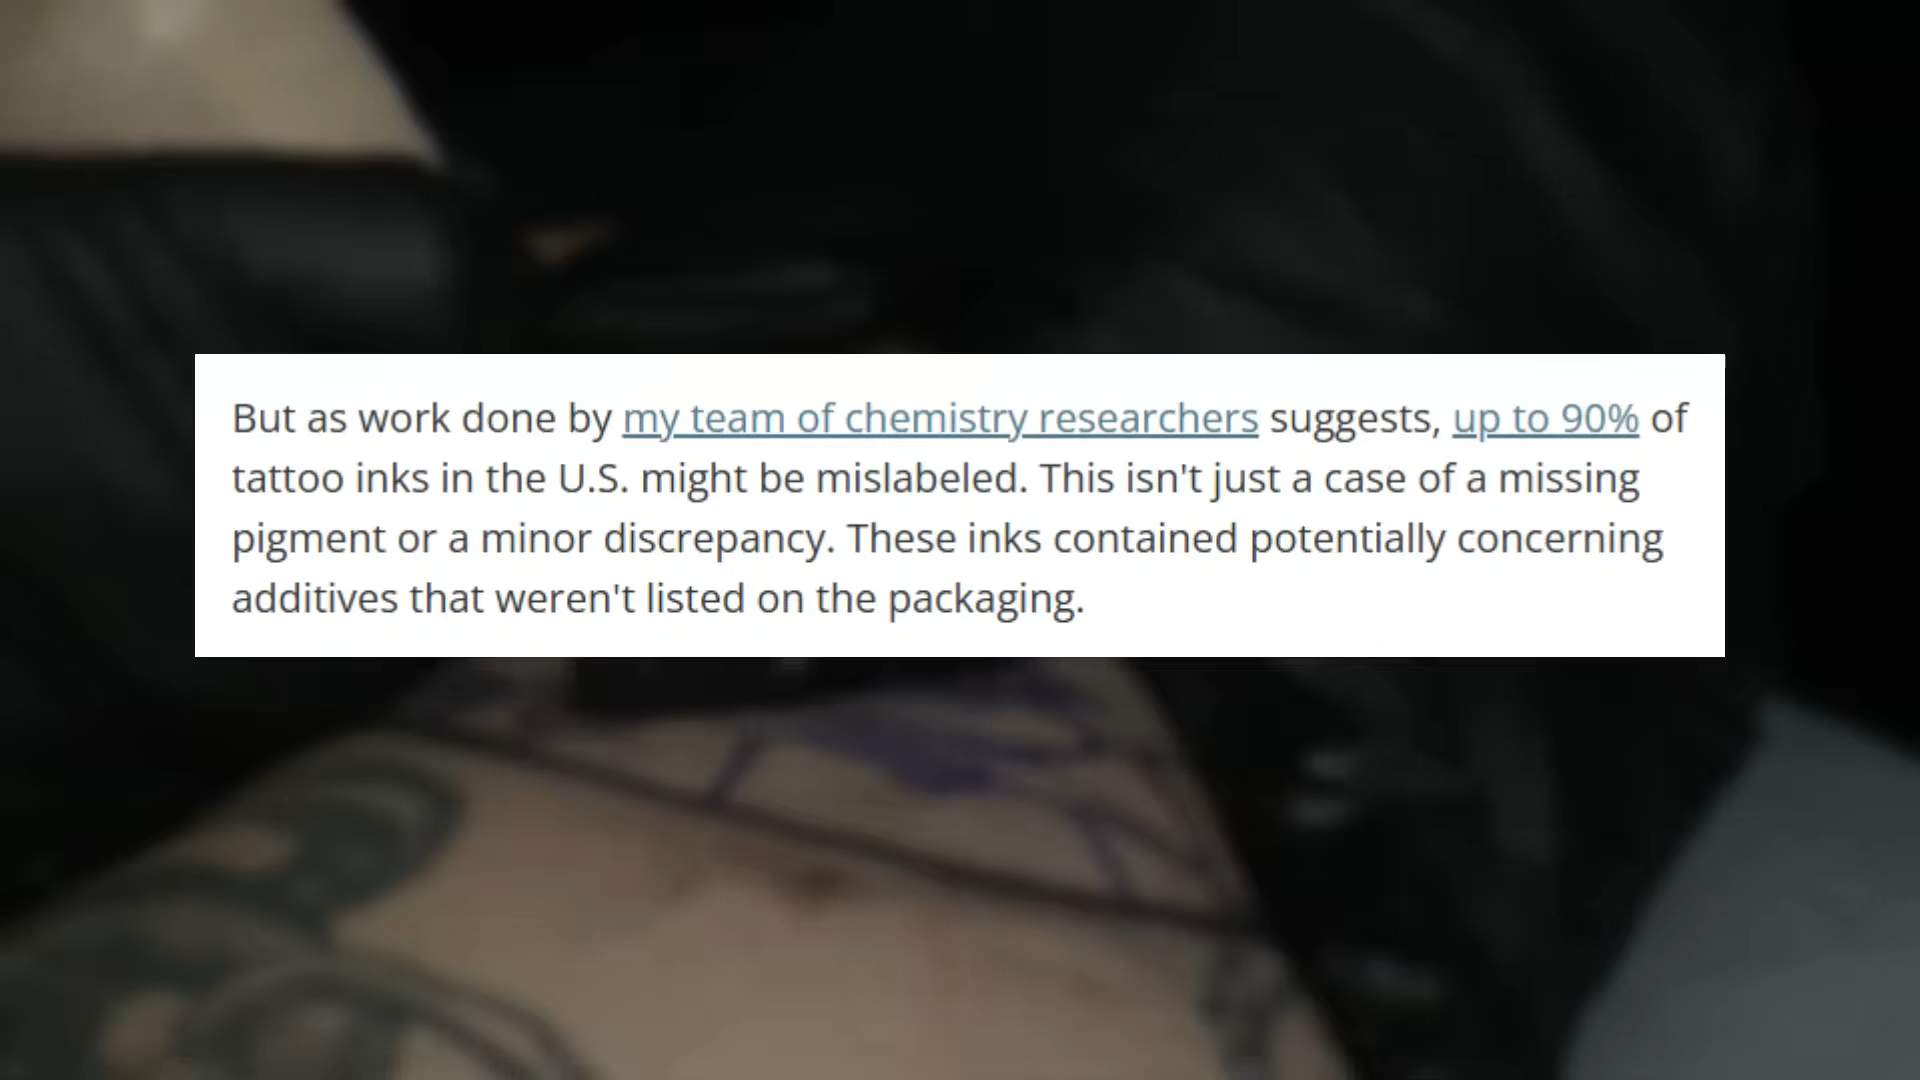 But as work done by my team of chemistry researchers suggests, up to 90% of
tattoo inks in the U.S. might be mislabeled. This isn't just a case of a missing
pigment or a minor discrepancy. These inks contained potentially concerning
additives that weren't listed on the packaging.